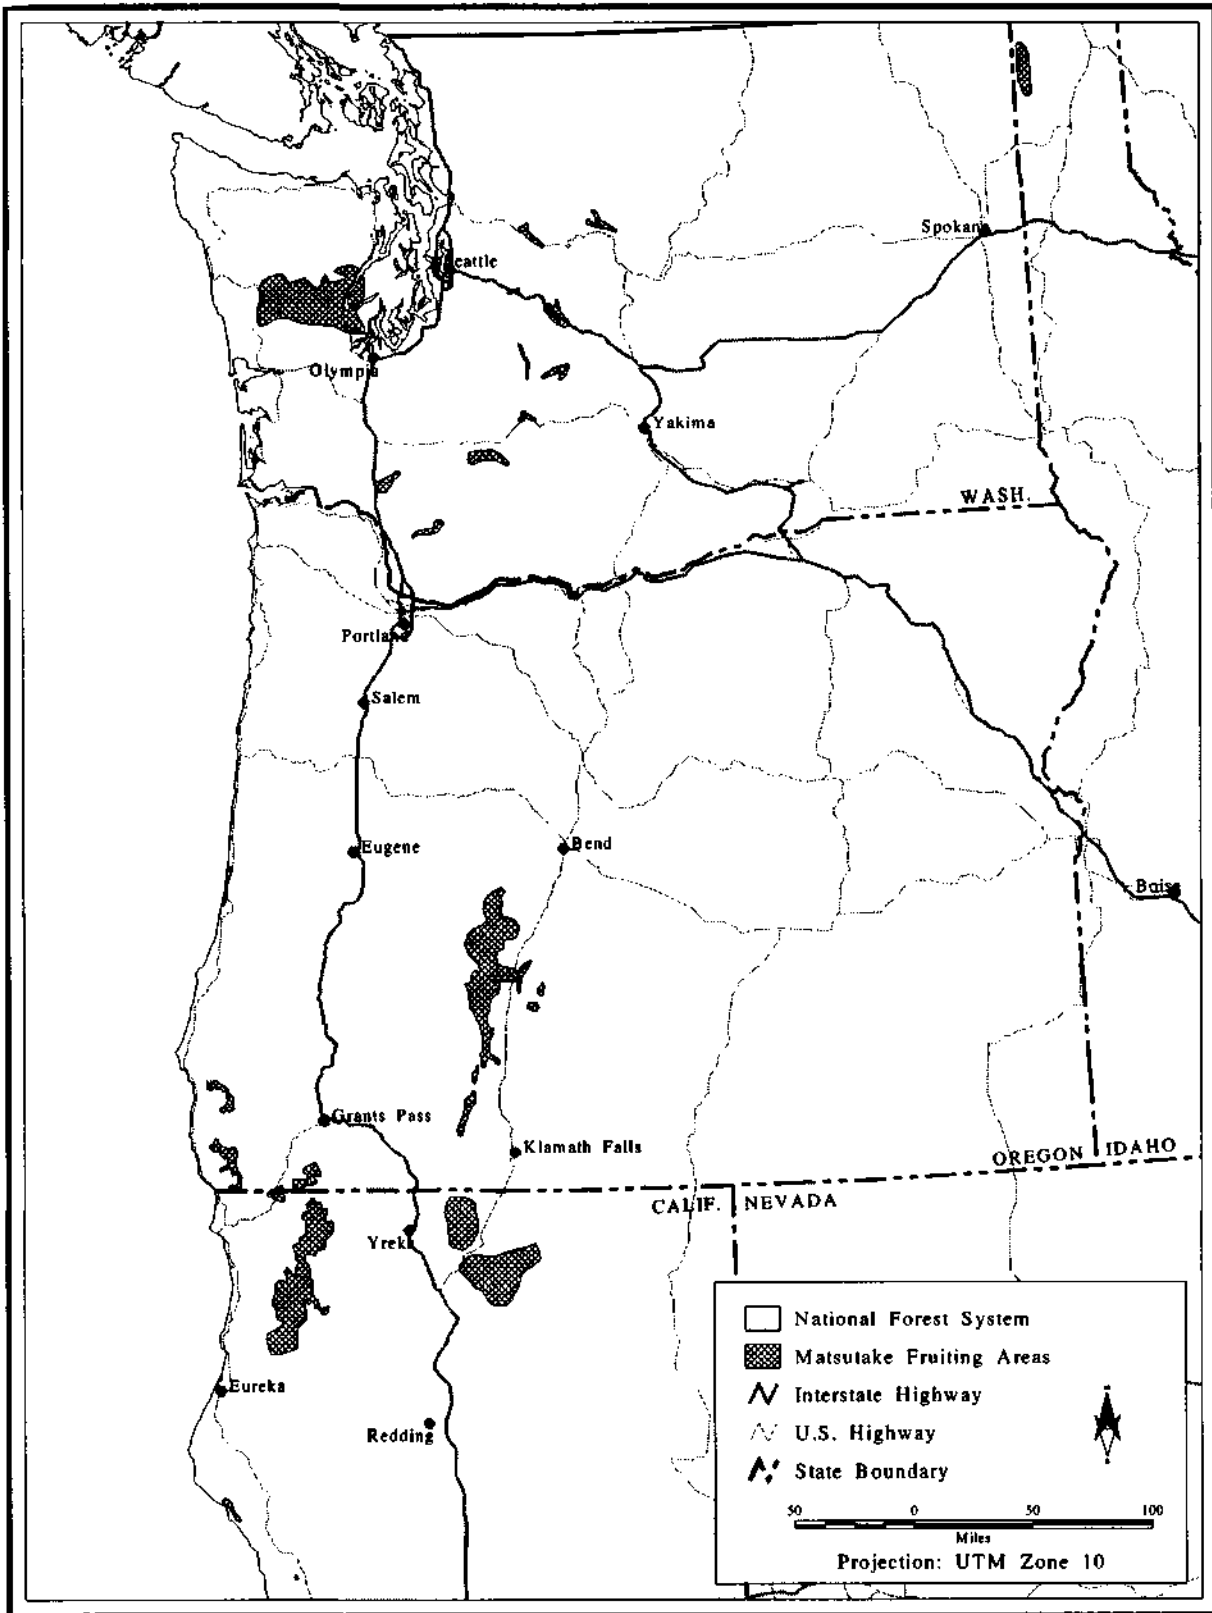 Spokan
eattle
Olympia
Yakima
WASH.
Portland
Salem
Eugene
Bend
Boise
Grants Pass
Klamath Falls
OREGON
IDAHO
CALIF.
NEVADA
Yreka
National Forest System
Matsutake Fruiting Areas
Interstate Highway
Eureka
U.S. Highway
Redding
State Boundary
50 0 50 100
Miles
Projection: UTM Zone 10